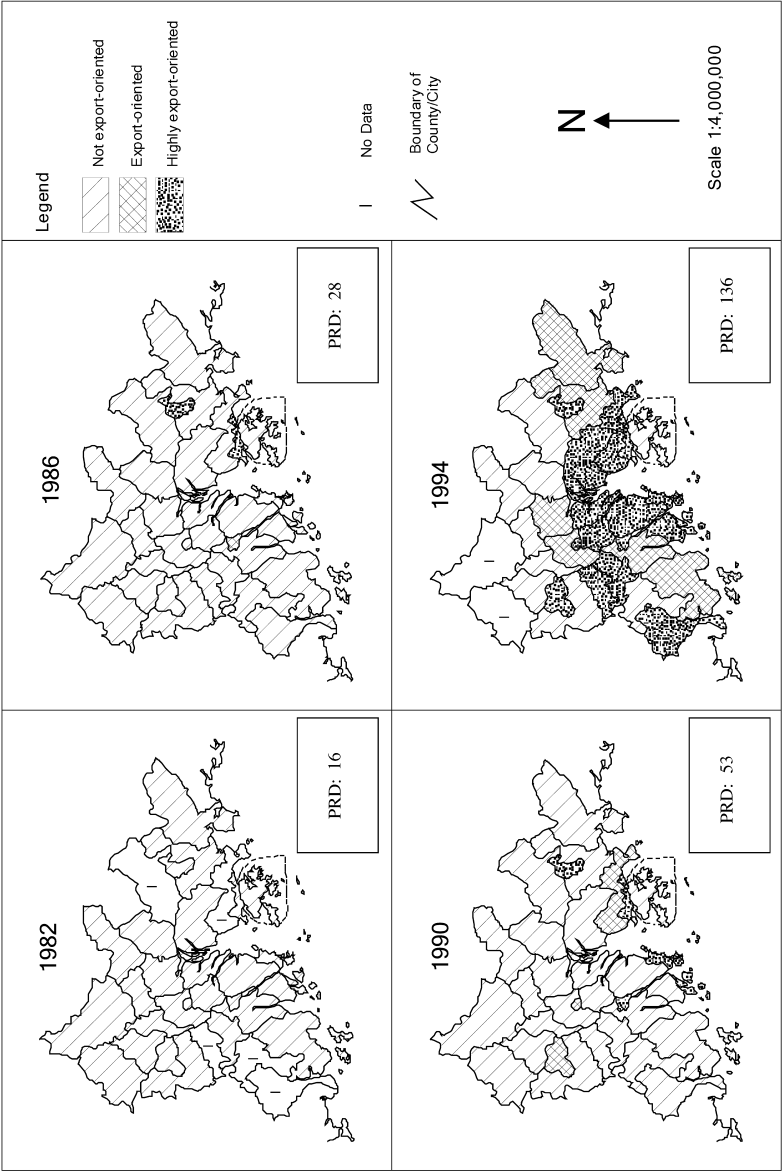 1982
PRD: 16
1986
PRD: 28
1990
PRD: 53
1994
PRD: 136
Legend
Not export-oriented
Export-oriented
Highly export-oriented
No Data
Boundary of
County/City
N
Scale 1:4,000,000